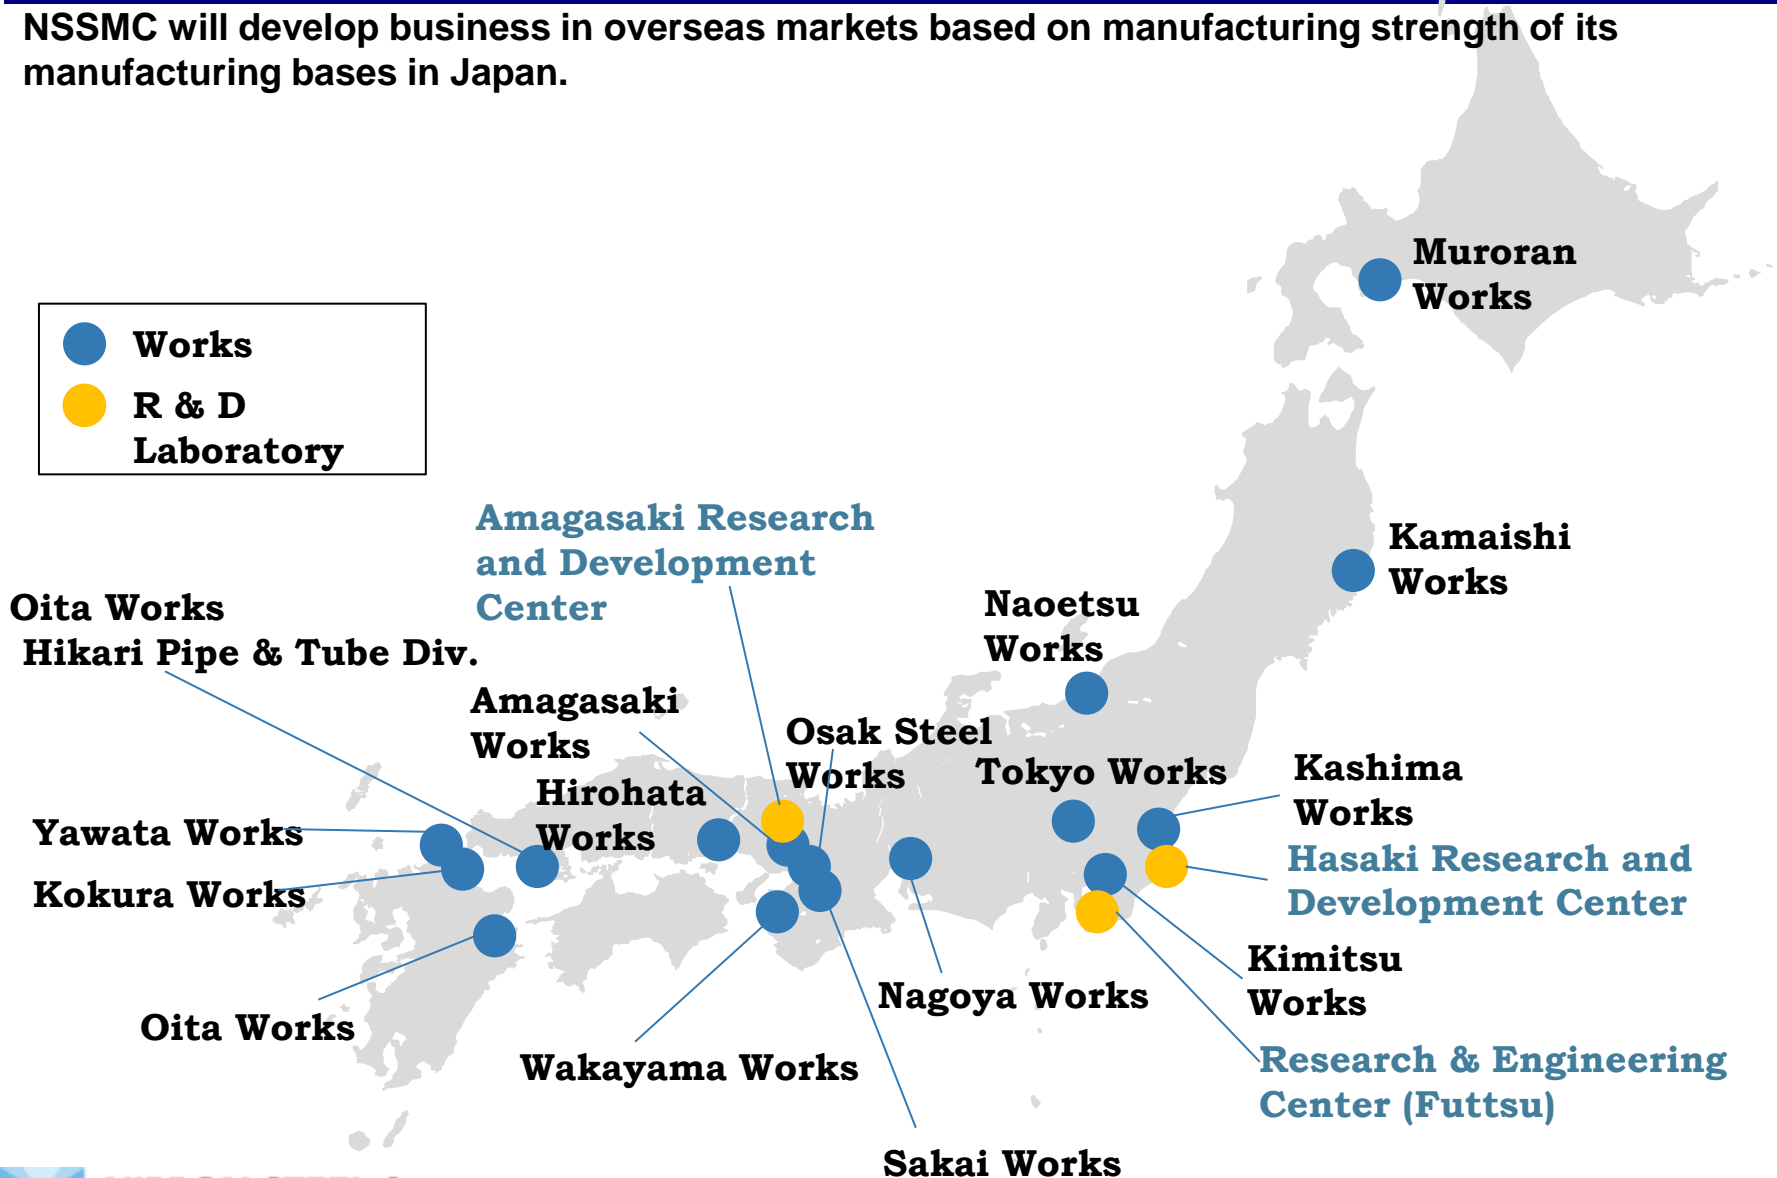 NSSMC will develop business in overseas markets based on manufacturing strength of its
manufacturing bases in Japan.
Muroran
Works
Works
R & D
Laboratory
Amagasaki Research
and Development
Center
Kamaishi
Works
Oita Works
Hikari Pipe & Tube Div.
Naoetsu
Works
Amagasaki
Works
Osak Steel
Works
Tokyo Works
Kashima
Works
Hirohata
Works
Yawata Works
Kokura Works
Hasaki Research and
Development Center
Kimitsu
Works
Nagoya Works
Oita Works
Wakayama Works
Research & Engineering
Center (Futtsu)
Sakai Works